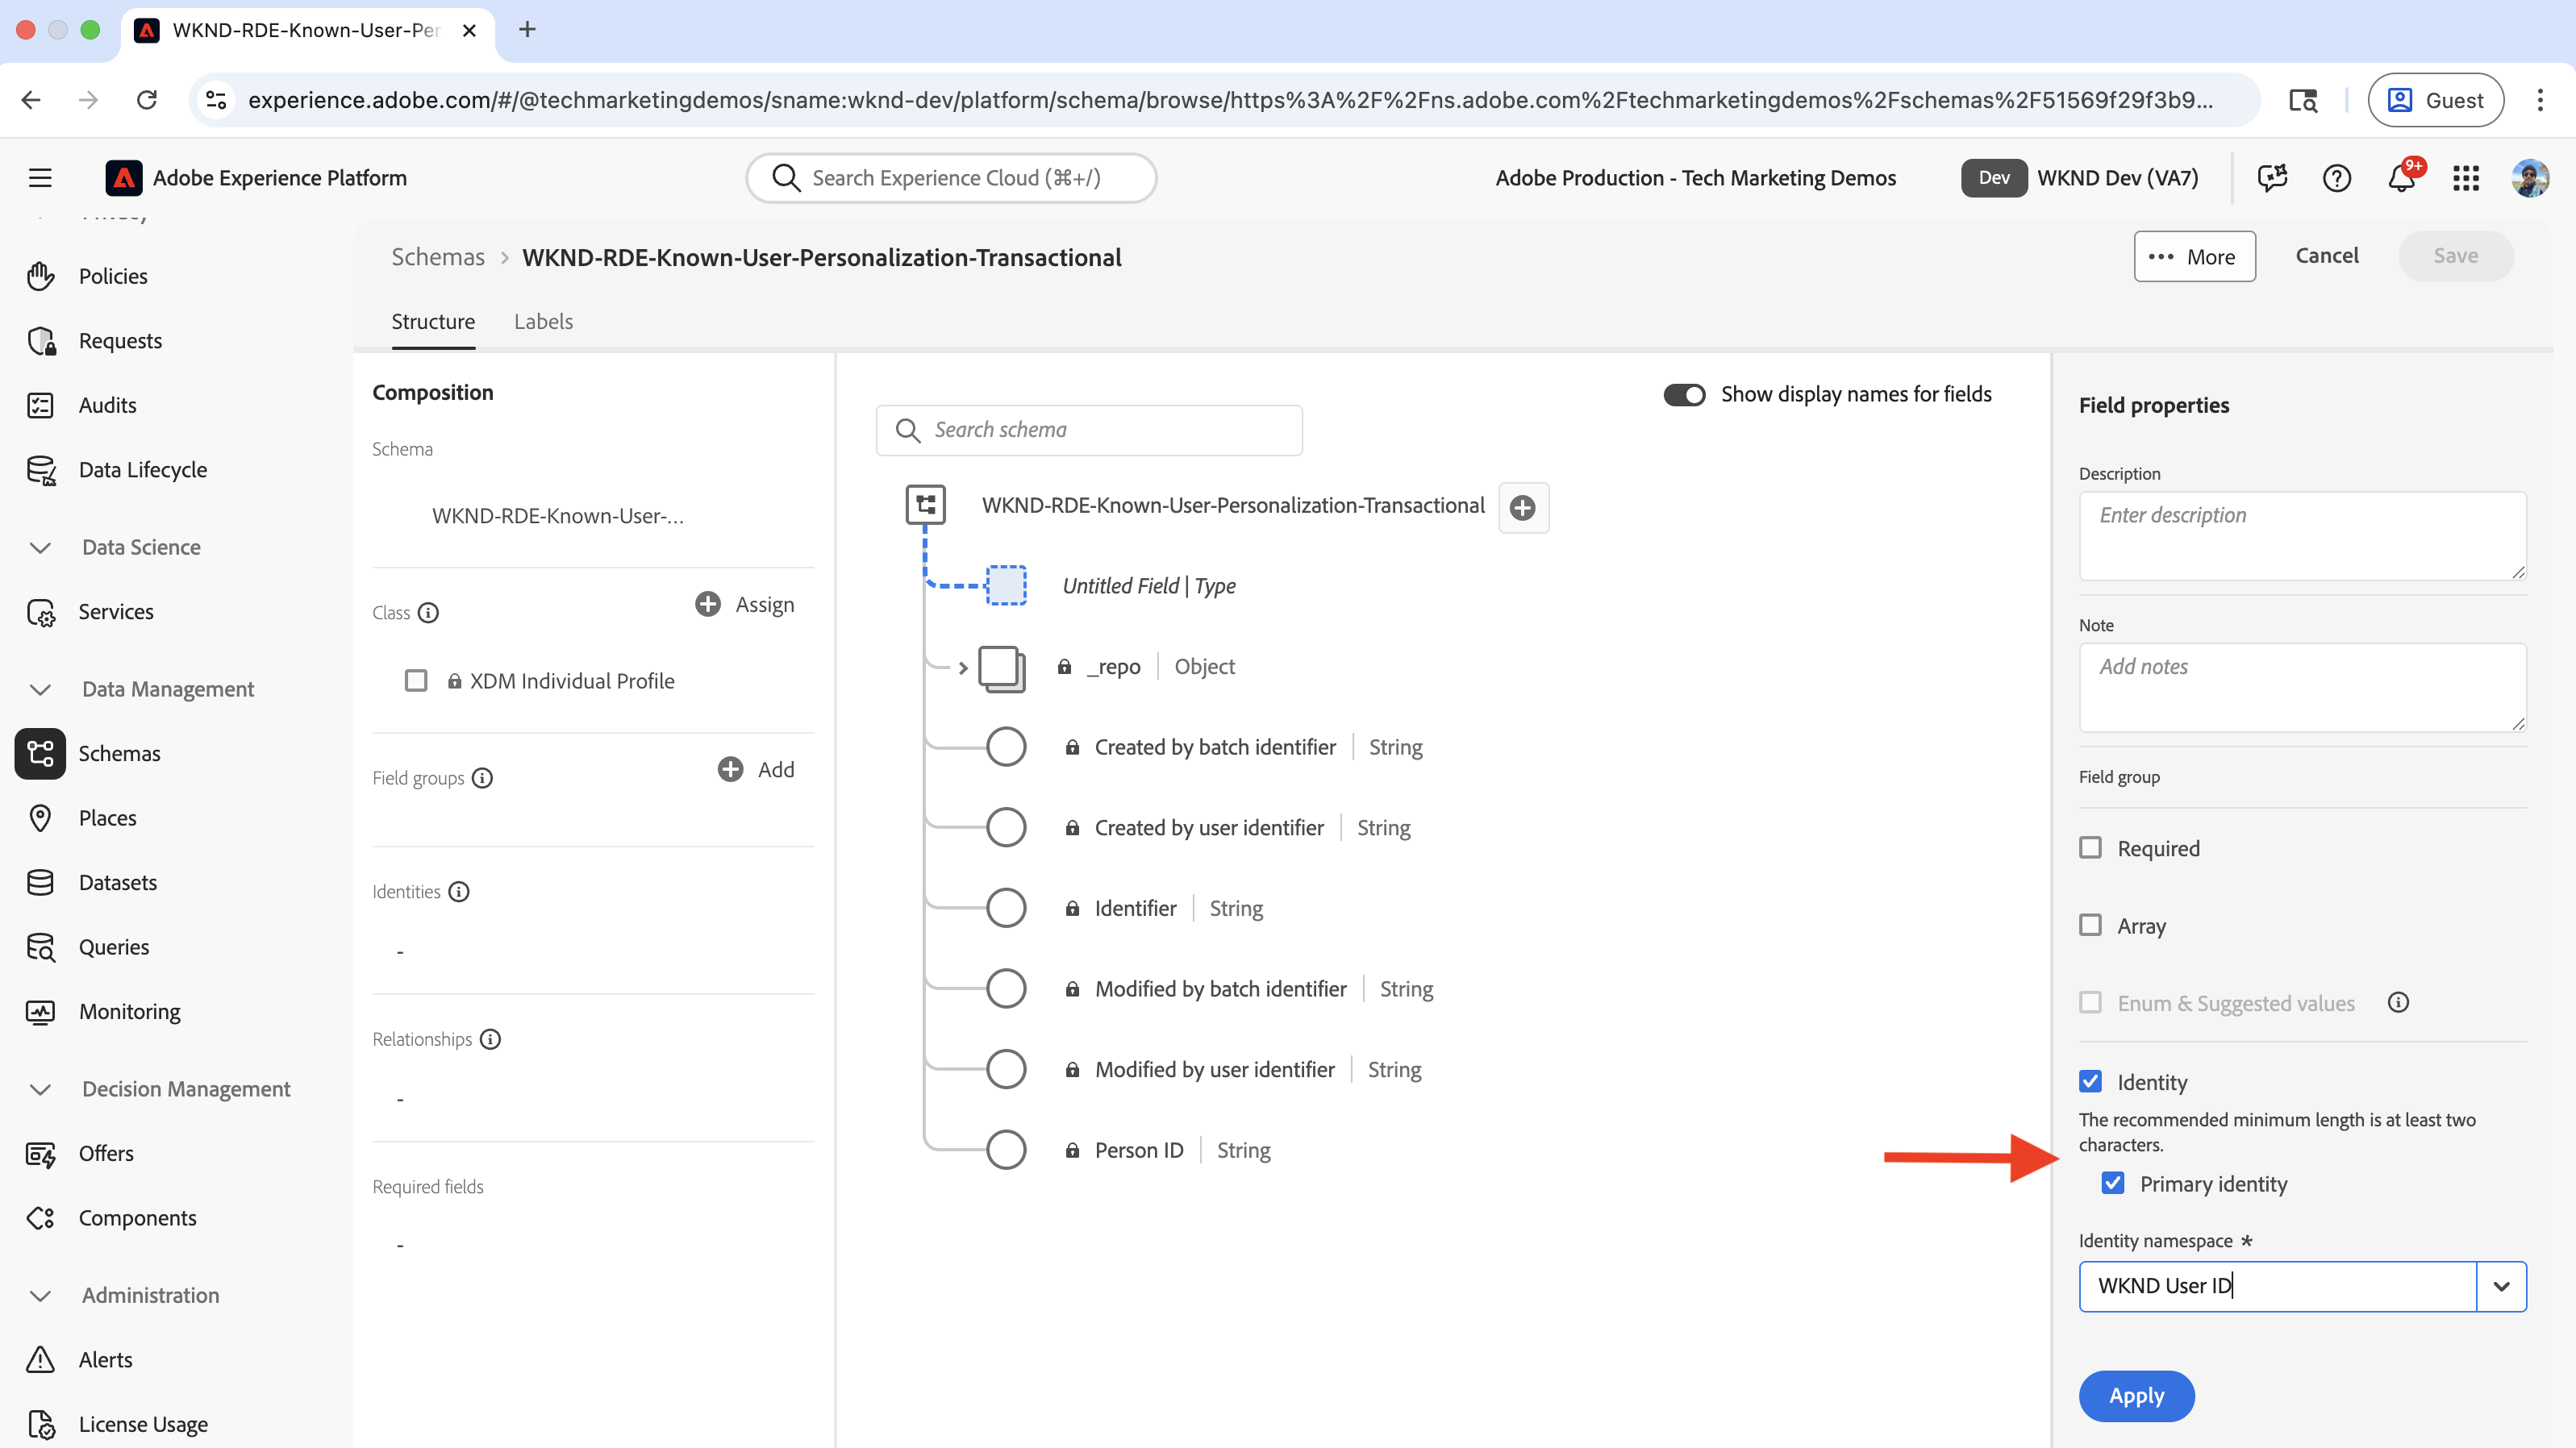 WKND-RDE-Known-User-Per
experience.adobe.com/#/@techmarketingdemos/sname:wknd-dev/platform/schema/browse/https%3A%2F%2Fns.adobe.com%2Ftechmarketingdemos%2Fschemas%2F51569f29f3b9...
Guest
Adobe Experience Platform
Search Experience Cloud (⌘+/)
Adobe Production - Tech Marketing Demos
Dev
WKND Dev (VA7)
9+
Privacy
Policies
Requests
Audits
Data Lifecycle
Data Science
Services
Data Management
Schemas
Places
Datasets
Queries
Monitoring
Decision Management
Offers
Components
Administration
Alerts
License Usage
Schemas > WKND-RDE-Known-User-Personalization-Transactional
••• More
Cancel
Save
Structure
Labels
Composition
Schema
WKND-RDE-Known-User-...
Class
Assign
XDM Individual Profile
Field groups
Add
Identities
-
Relationships
-
Required fields
-
Show display names for fields
Search schema
WKND-RDE-Known-User-Personalization-Transactional
Untitled Field | Type
_repo | Object
Created by batch identifier | String
Created by user identifier | String
Identifier | String
Modified by batch identifier | String
Modified by user identifier | String
Person ID | String
Field properties
Description
Enter description
Note
Add notes
Field group
Required
Array
Enum & Suggested values
Identity
The recommended minimum length is at least two
characters.
Primary identity
Identity namespace *
WKND User ID
Apply